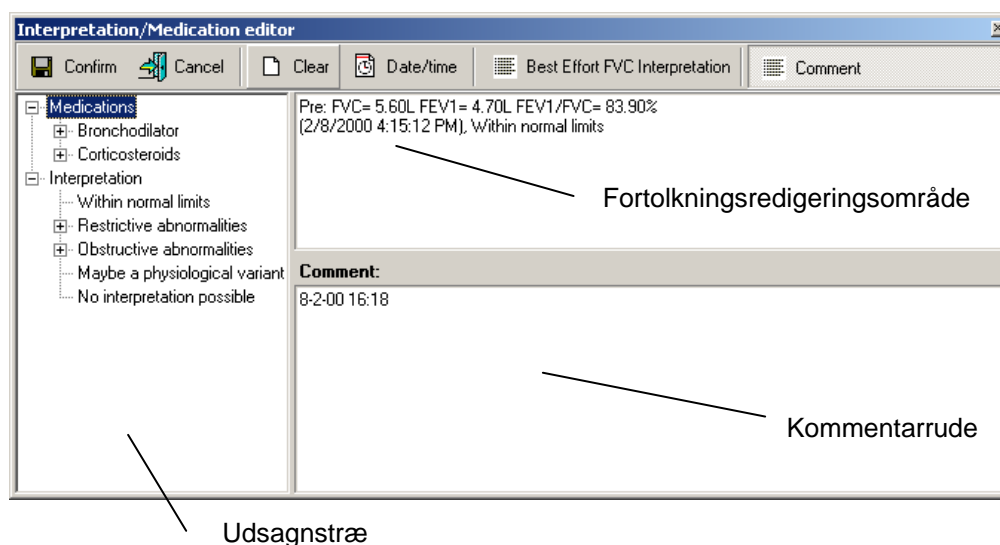 Interpretation/Medication editor
Confirm Cancel Clear Date/time Best Effort FVC Interpretation Comment
Medications
Bronchodilator
Corticosteroids
Interpretation
Within normal limits
Restrictive abnormalities
Obstructive abnormalities
Maybe a physiological variant
No interpretation possible
Pre: FVC= 5.60L FEV1= 4.70L FEV1/FVC= 83.90%
(2/8/2000 4:15:12 PM), Within normal limits
Fortolkningsredigeringsområde
Comment:
8-2-00 16:18
Kommentarrude
Udsagnstræ